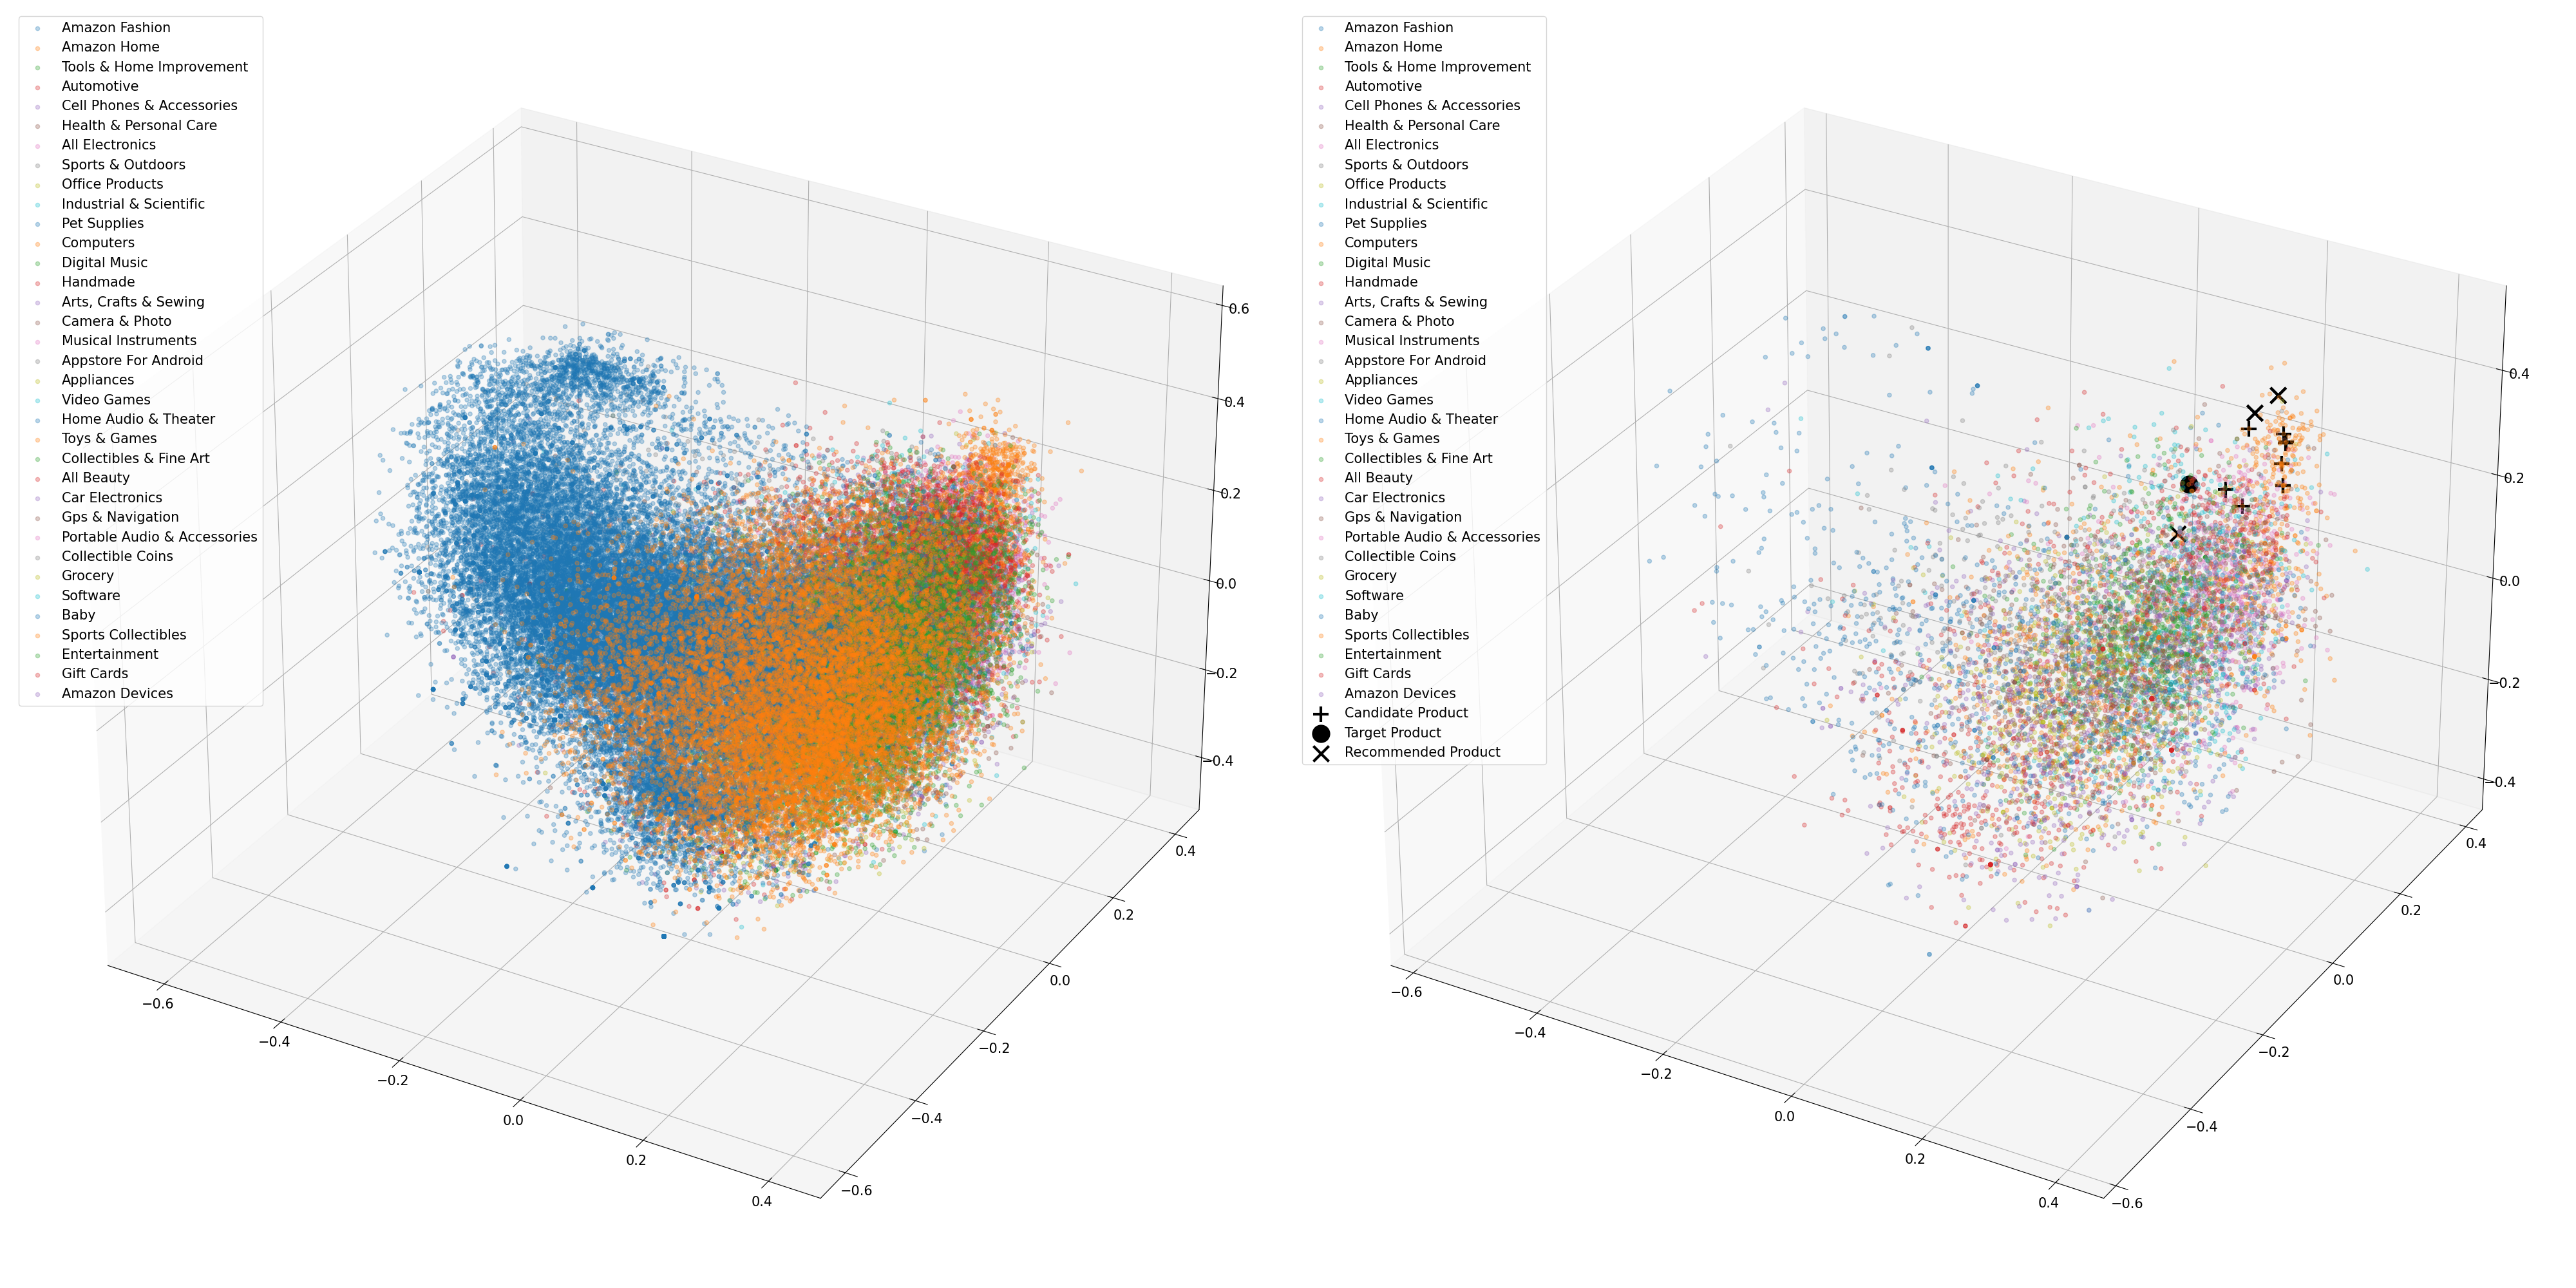 Amazon Fashion
Amazon Home
Tools & Home Improvement
Automotive
Cell Phones & Accessories
Health & Personal Care
All Electronics
Sports & Outdoors
Office Products
Industrial & Scientific
Pet Supplies
Computers
Digital Music
Handmade
Arts, Crafts & Sewing
Camera & Photo
Musical Instruments
Appstore For Android
Appliances
Video Games
Home Audio & Theater
Toys & Games
Collectibles & Fine Art
All Beauty
Car Electronics
Gps & Navigation
Portable Audio & Accessories
Collectible Coins
Grocery
Software
Baby
Sports Collectibles
Entertainment
Gift Cards
Amazon Devices
0.6
0.4
0.2
0.0
−0.2
−0.4
0.4
0.2
0.0
−0.2
−0.4
−0.6
−0.6
−0.4
−0.2
0.0
0.2
0.4
Amazon Fashion
Amazon Home
Tools & Home Improvement
Automotive
Cell Phones & Accessories
Health & Personal Care
All Electronics
Sports & Outdoors
Office Products
Industrial & Scientific
Pet Supplies
Computers
Digital Music
Handmade
Arts, Crafts & Sewing
Camera & Photo
Musical Instruments
Appstore For Android
Appliances
Video Games
Home Audio & Theater
Toys & Games
Collectibles & Fine Art
All Beauty
Car Electronics
Gps & Navigation
Portable Audio & Accessories
Collectible Coins
Grocery
Software
Baby
Sports Collectibles
Entertainment
Gift Cards
Amazon Devices
Candidate Product
Target Product
Recommended Product
0.4
0.2
0.0
−0.2
−0.4
0.4
0.2
0.0
−0.2
−0.4
−0.6
−0.6
−0.4
−0.2
0.0
0.2
0.4